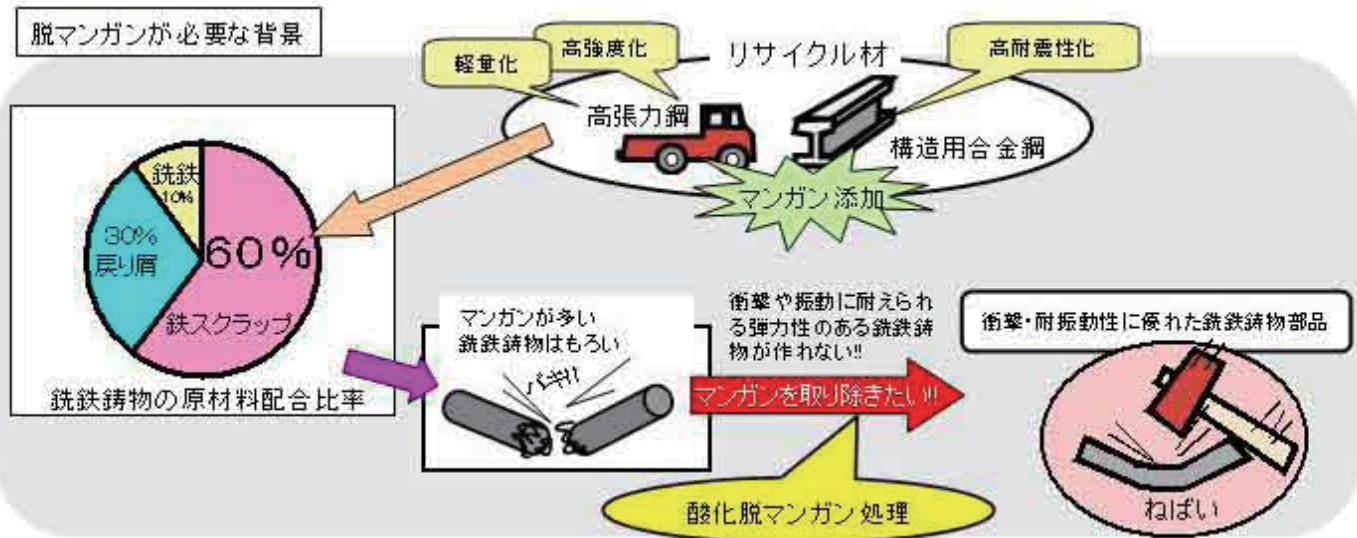 脱マンガンが必要な背景
軽量化
高強度化
リサイクル材
高耐震性化
高張力鋼
構造用合金鋼
マンガン添加
銑鉄
10%
30%
戻り屑
60%
鉄スクラップ
銑鉄鋳物の原材料配合比率
マンガンが多い
銑鉄鋳物はもろい
バキッ
衝撃や振動に耐えられ
る弾力性のある銑鉄鋳
物が作れない!!
マンガンを取り除きたい!!
酸化脱マンガン処理
衝撃・耐振動性に優れた銑鉄鋳物部品
ねばい